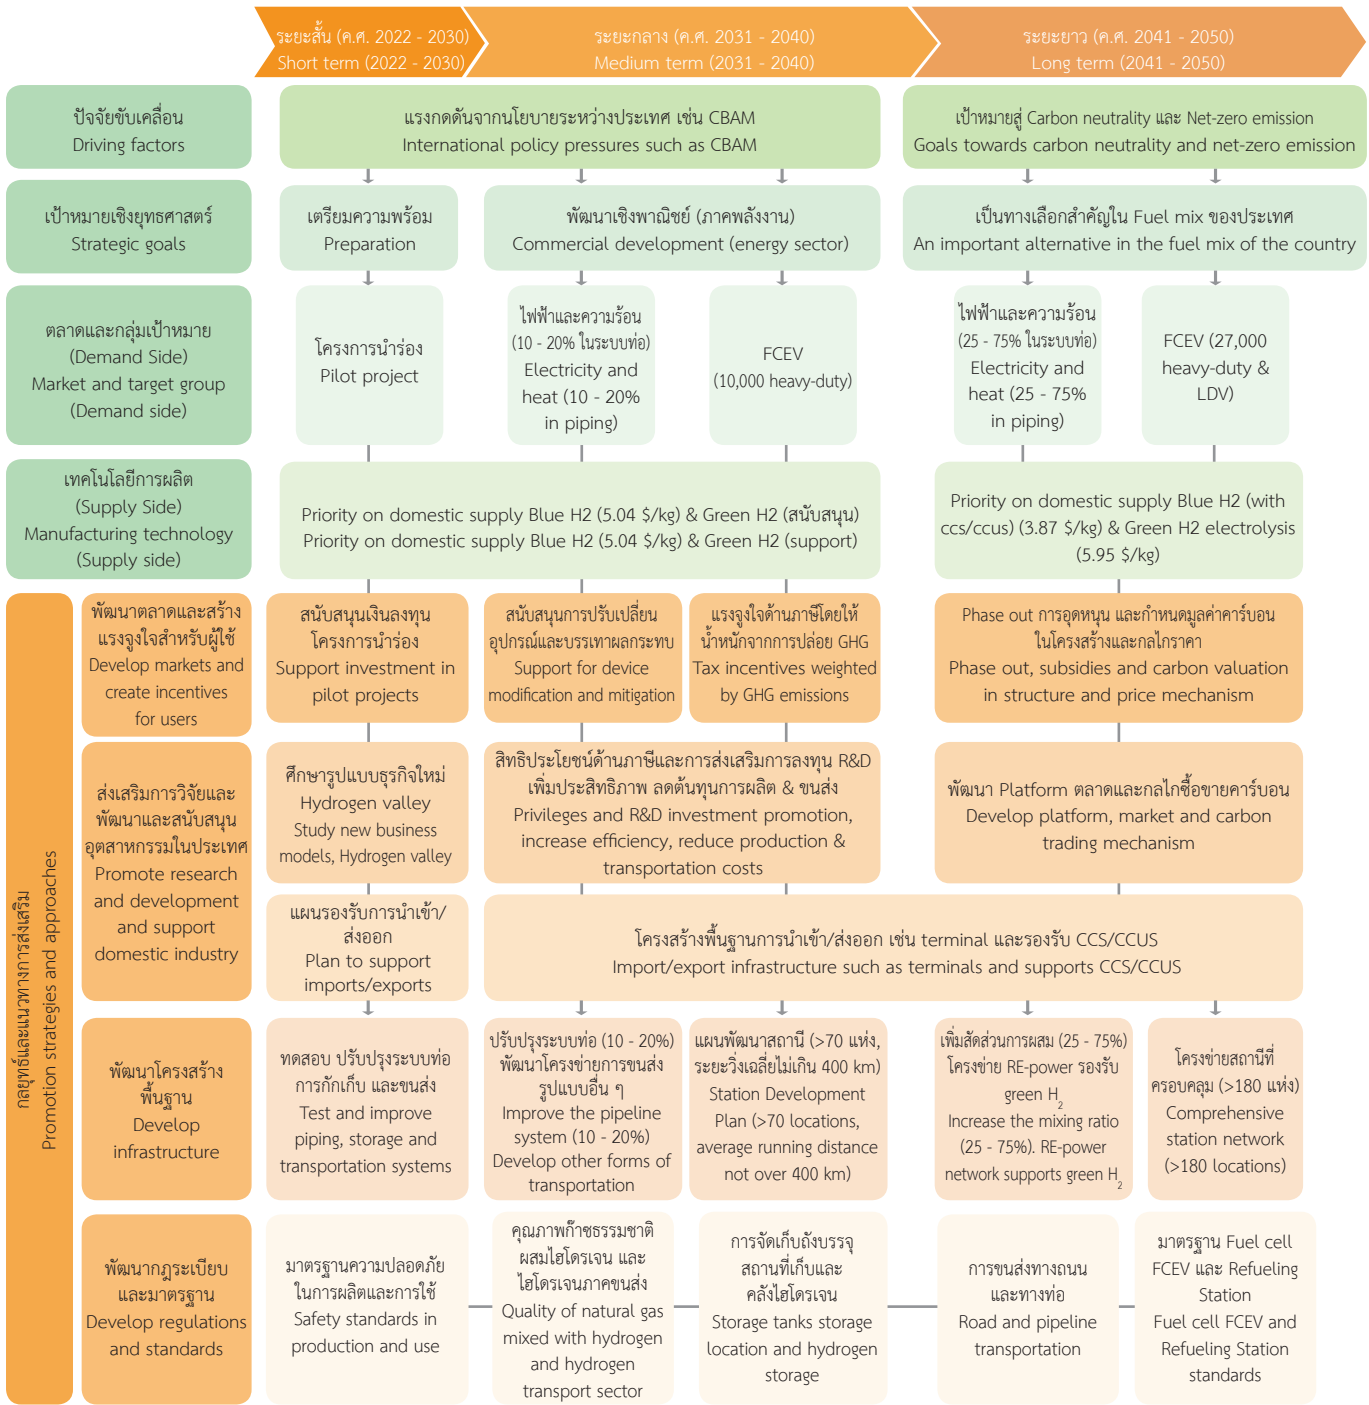 ระยะสั้น (ค.ศ. 2022 - 2030)
Short term (2022 - 2030)
ระยะกลาง (ค.ศ. 2031 - 2040)
Medium term (2031 - 2040)
ระยะยาว (ค.ศ. 2041 - 2050)
Long term (2041 - 2050)
ปัจจัยขับเคลื่อน
Driving factors
แรงกดดันจากนโยบายระหว่างประเทศ เช่น CBAM
International policy pressures such as CBAM
เป้าหมายสู่ Carbon neutrality และ Net-zero emission
Goals towards carbon neutrality and net-zero emission
เป้าหมายเชิงยุทธศาสตร์
Strategic goals
เตรียมความพร้อม
Preparation
พัฒนาเชิงพาณิชย์ (ภาคพลังงาน)
Commercial development (energy sector)
เป็นทางเลือกสำคัญใน Fuel mix ของประเทศ
An important alternative in the fuel mix of the country
ตลาดและกลุ่มเป้าหมาย
(Demand Side)
Market and target group
(Demand side)
โครงการนำร่อง
Pilot project
ไฟฟ้าและความร้อน
(10 - 20% ในระบบท่อ)
Electricity and
heat (10 - 20%
in piping)
FCEV
(10,000 heavy-duty)
ไฟฟ้าและความร้อน
(25 - 75% ในระบบท่อ)
Electricity and
heat (25 - 75%
in piping)
FCEV (27,000
heavy-duty &
LDV)
เทคโนโลยีการผลิต
(Supply Side)
Manufacturing technology
(Supply side)
Priority on domestic supply Blue H2 (5.04 $/kg) & Green H2 (สนับสนุน)
Priority on domestic supply Blue H2 (5.04 $/kg) & Green H2 (support)
Priority on domestic supply Blue H2 (with
ccs/ccus) (3.87 $/kg) & Green H2 electrolysis
(5.95 $/kg)
กลยุทธ์และแนวทางการส่งเสริม
Promotion strategies and approaches
พัฒนาตลาดและสร้าง
แรงจูงใจสำหรับผู้ใช้
Develop markets and
create incentives
for users
สนับสนุนเงินลงทุน
โครงการนำร่อง
Support investment in
pilot projects
สนับสนุนการปรับเปลี่ยน
อุปกรณ์และบรรเทาผลกระทบ
Support for device
modification and mitigation
แรงจูงใจด้านภาษีโดยให้
น้ำหนักจากการปล่อย GHG
Tax incentives weighted
by GHG emissions
Phase out การอุดหนุน และกำหนดมูลค่าคาร์บอน
ในโครงสร้างและกลไกราคา
Phase out, subsidies and carbon valuation
in structure and price mechanism
ส่งเสริมการวิจัยและ
พัฒนาและสนับสนุน
อุตสาหกรรมในประเทศ
Promote research
and development
and support
domestic industry
ศึกษารูปแบบธุรกิจใหม่
Hydrogen valley
Study new business
models, Hydrogen valley
สิทธิประโยชน์ด้านภาษีและการส่งเสริมการลงทุน R&D
เพิ่มประสิทธิภาพ ลดต้นทุนการผลิต & ขนส่ง
Privileges and R&D investment promotion,
increase efficiency, reduce production &
transportation costs
พัฒนา Platform ตลาดและกลไกซื้อขายคาร์บอน
Develop platform, market and carbon
trading mechanism
แผนรองรับการนำเข้า/
ส่งออก
Plan to support
imports/exports
โครงสร้างพื้นฐานการนำเข้า/ส่งออก เช่น terminal และรองรับ CCS/CCUS
Import/export infrastructure such as terminals and supports CCS/CCUS
พัฒนาโครงสร้าง
พื้นฐาน
Develop
infrastructure
ทดสอบ ปรับปรุงระบบท่อ
การกักเก็บ และขนส่ง
Test and improve
piping, storage and
transportation systems
ปรับปรุงระบบท่อ (10 - 20%)
พัฒนาโครงข่ายการขนส่ง
รูปแบบอื่น ๆ
Improve the pipeline
system (10 - 20%)
Develop other forms of
transportation
แผนพัฒนาสถานี (>70 แห่ง,
ระยะวิ่งเฉลี่ยไม่เกิน 400 km)
Station Development
Plan (>70 locations,
average running distance
not over 400 km)
เพิ่มสัดส่วนการผสม (25 - 75%)
โครงข่าย RE-power รองรับ
green H2
Increase the mixing ratio
(25 - 75%). RE-power
network supports green H2
โครงข่ายสถานีที่
ครอบคลุม (>180 แห่ง)
Comprehensive
station network
(>180 locations)
พัฒนากฎระเบียบ
และมาตรฐาน
Develop regulations
and standards
มาตรฐานความปลอดภัย
ในการผลิตและการใช้
Safety standards in
production and use
คุณภาพก๊าซธรรมชาติ
ผสมไฮโดรเจน และ
ไฮโดรเจนภาคขนส่ง
Quality of natural gas
mixed with hydrogen
and hydrogen
transport sector
การจัดเก็บถังบรรจุ
สถานที่เก็บและ
คลังไฮโดรเจน
Storage tanks storage
location and hydrogen
storage
การขนส่งทางถนน
และทางท่อ
Road and pipeline
transportation
มาตรฐาน Fuel cell
FCEV และ Refueling
Station
Fuel cell FCEV and
Refueling Station
standards